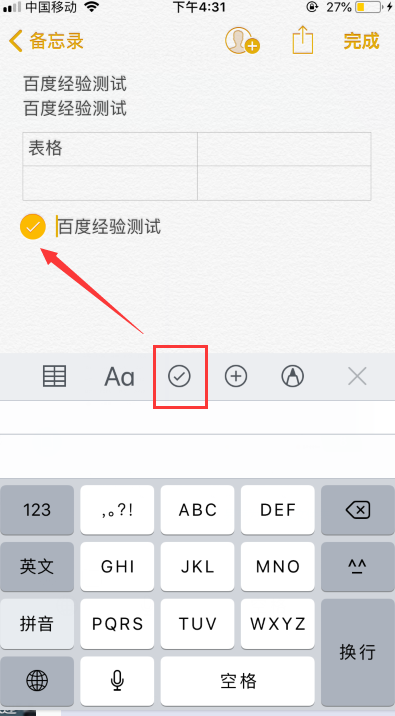 中国移动 下午4:31 27%
备忘录 完成
百度经验测试
百度经验测试
表格
百度经验测试
Aa
123 ,。?! ABC DEF
英文 GHI JKL MNO ^^
拼音 PQRS TUV WXYZ 换行
空格